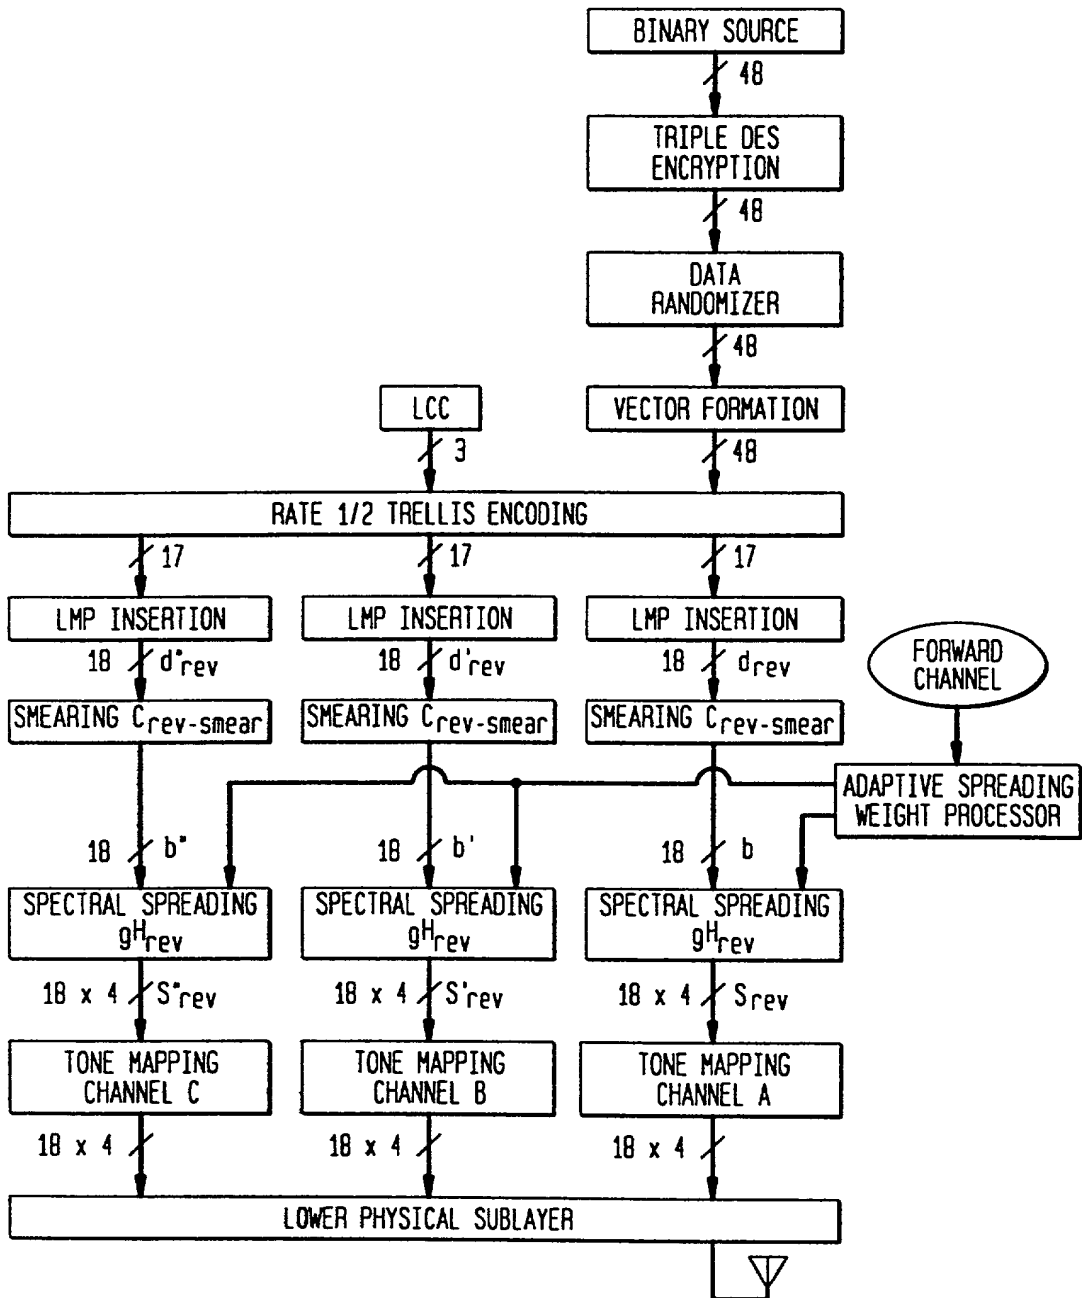 BINARY SOURCE
48
TRIPLE DES
ENCRYPTION
48
DATA
RANDOMIZER
48
LCC
VECTOR FORMATION
3
48
RATE 1/2 TRELLIS ENCODING
17
17
17
LMP INSERTION
LMP INSERTION
LMP INSERTION
18 d"rev
18 d'rev
18 drev
FORWARD
CHANNEL
SMEARING Crev-smear
SMEARING Crev-smear
SMEARING Crev-smear
ADAPTIVE SPREADING
WEIGHT PROCESSOR
18 b"
18 b'
18 b
SPECTRAL SPREADING
gHrev
SPECTRAL SPREADING
gHrev
SPECTRAL SPREADING
gHrev
18 x 4 S"rev
18 x 4 S'rev
18 x 4 Srev
TONE MAPPING
CHANNEL C
TONE MAPPING
CHANNEL B
TONE MAPPING
CHANNEL A
18 x 4
18 x 4
18 x 4
LOWER PHYSICAL SUBLAYER